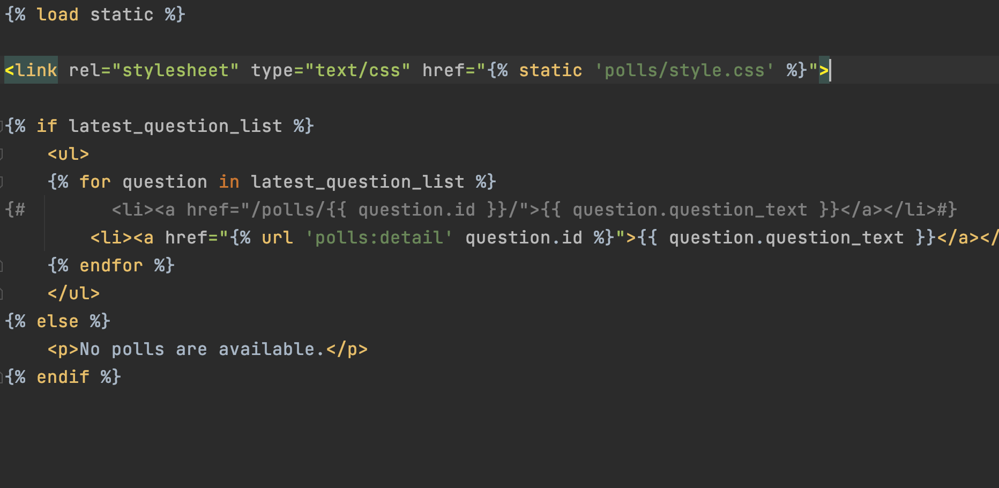 {% load static %}
<link rel="stylesheet" type="text/css" href="{% static 'polls/style.css' %}">
{% if latest_question_list %}
<ul>
{% for question in latest_question_list %}
{# <li><a href="/polls/{{ question.id }}/">{{ question.question_text }}</a></li>#}
<li><a href="{% url 'polls:detail' question.id %}">{{ question.question_text }}</a></
{% endfor %}
</ul>
{% else %}
<p>No polls are available.</p>
{% endif %}